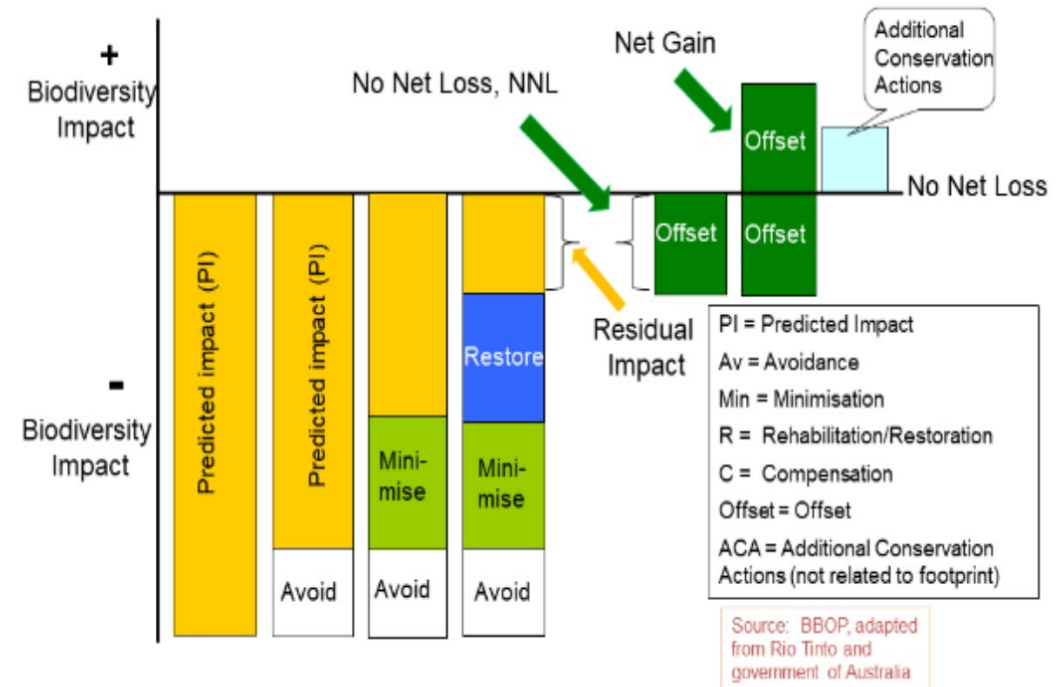 +
Biodiversity
Impact
No Net Loss, NNL
Net Gain
Additional
Conservation
Actions
Offset
No Net Loss
Predicted impact (PI)
Predicted impact (PI)
Offset
Offset
Restore
Residual
Impact
-
Biodiversity
Impact
Mini-
mise
Mini-
mise
Avoid
Avoid
Avoid
PI = Predicted Impact
Av = Avoidance
Min = Minimisation
R = Rehabilitation/Restoration
C = Compensation
Offset = Offset
ACA = Additional Conservation
Actions (not related to footprint)
Source: BBOP, adapted
from Rio Tinto and
government of Australia